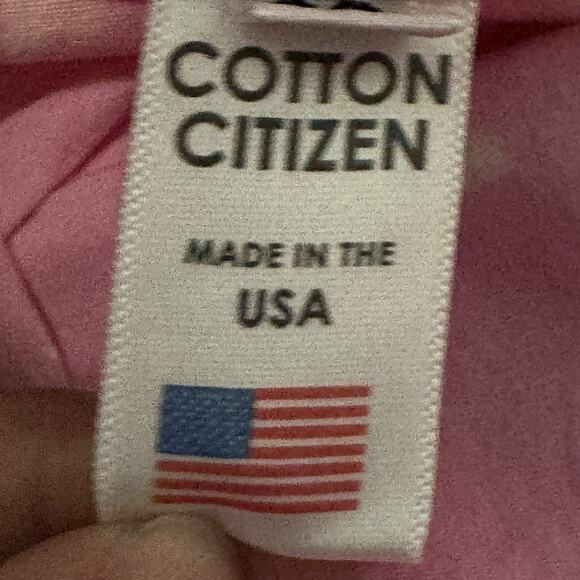 COTTON
CITIZEN
MADE IN THE
USA